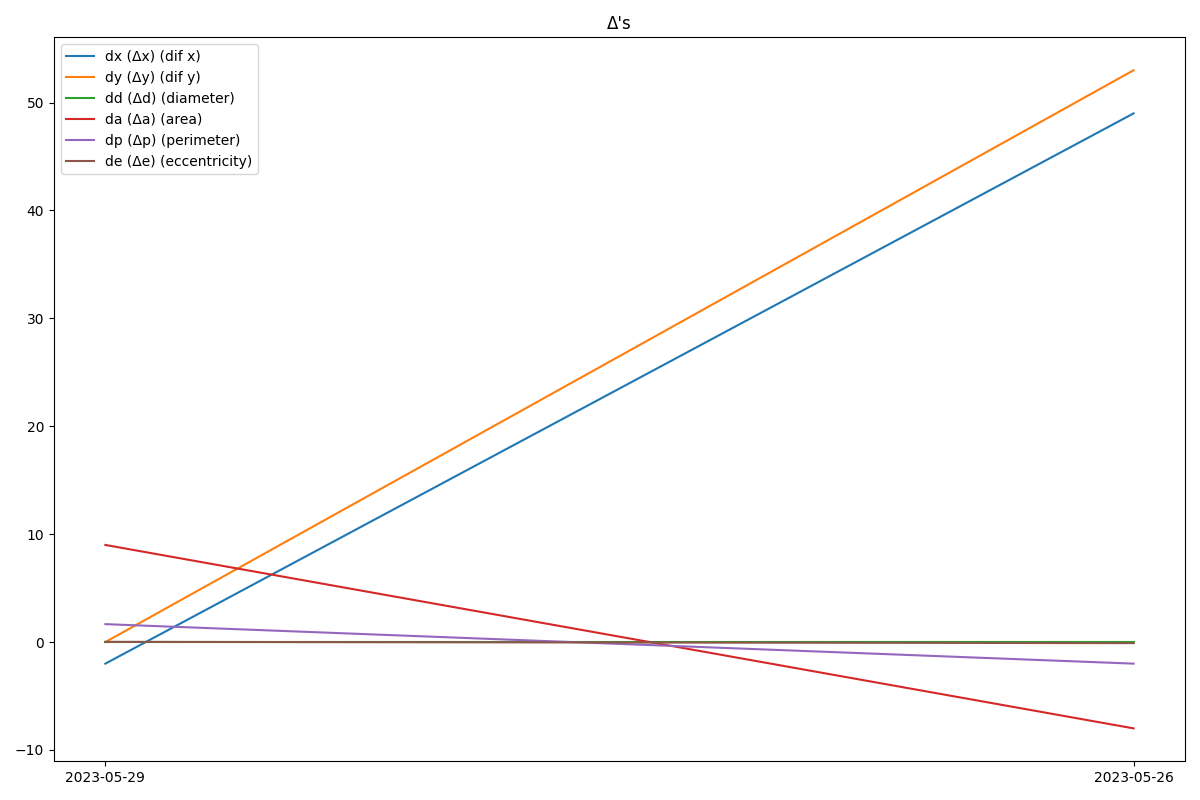 Δ's
dx (Δx) (dif x)
dy (Δy) (dif y)
dd (Δd) (diameter)
da (Δa) (area)
dp (Δp) (perimeter)
de (Δe) (eccentricity)
50
40
30
20
10
0
−10
2023-05-29
2023-05-26